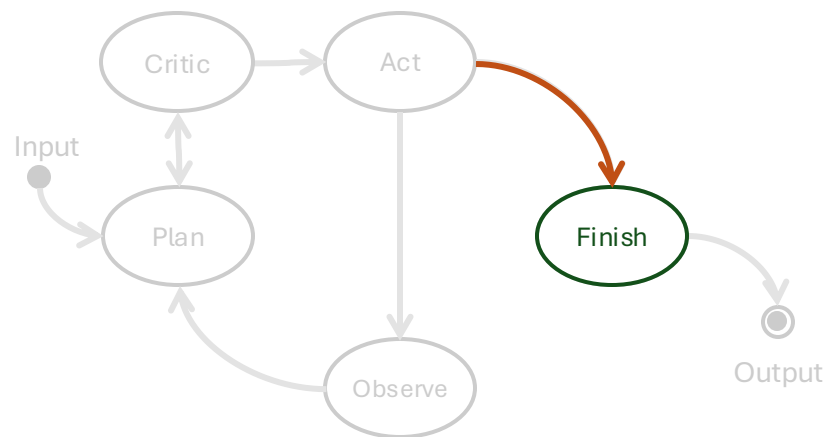 Critic
Act
Input
Plan
Finish
Output
Observe